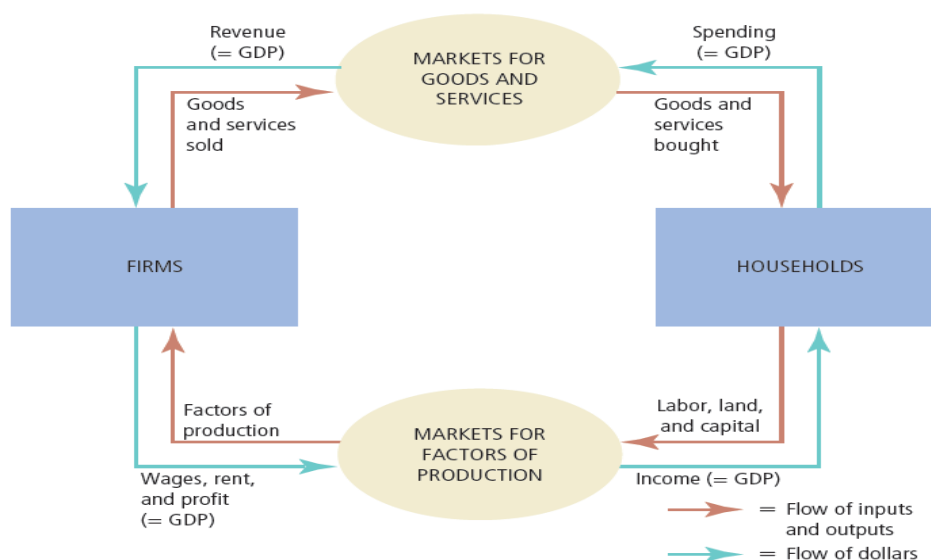 Revenue
(= GDP)
MARKETS FOR
GOODS AND
SERVICES
Spending
(= GDP)
Goods
and services
sold
Goods and
services
bought
FIRMS
HOUSEHOLDS
Factors of
production
MARKETS FOR
FACTORS OF
PRODUCTION
Labor, land,
and capital
Wages, rent,
and profit
(= GDP)
Income (= GDP)
= Flow of inputs
and outputs
= Flow of dollars